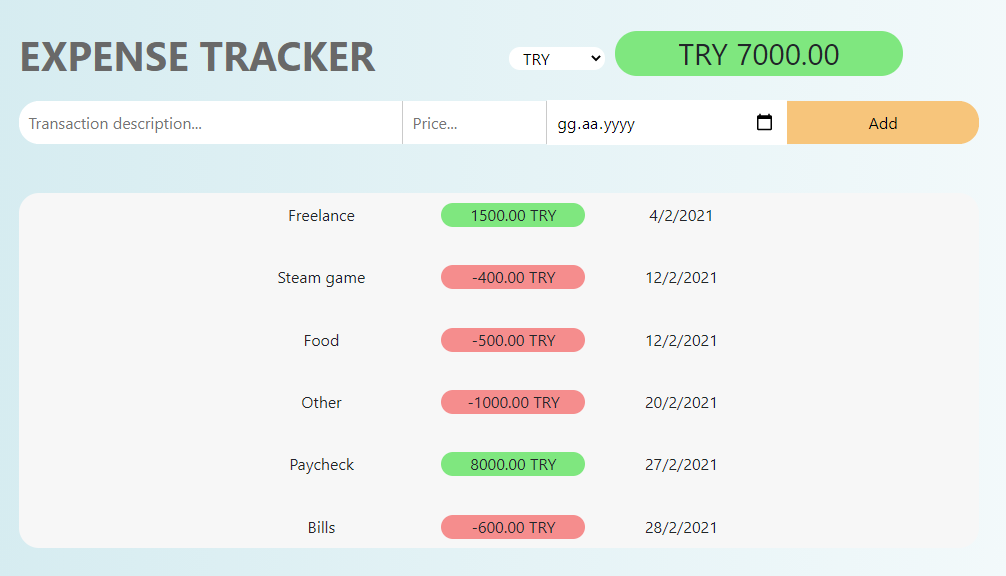 EXPENSE TRACKER TRY TRY 7000.00
Transaction description... Price... gg.aa.yyyy Add
Freelance 1500.00 TRY 4/2/2021
Steam game -400.00 TRY 12/2/2021
Food -500.00 TRY 12/2/2021
Other -1000.00 TRY 20/2/2021
Paycheck 8000.00 TRY 27/2/2021
Bills -600.00 TRY 28/2/2021